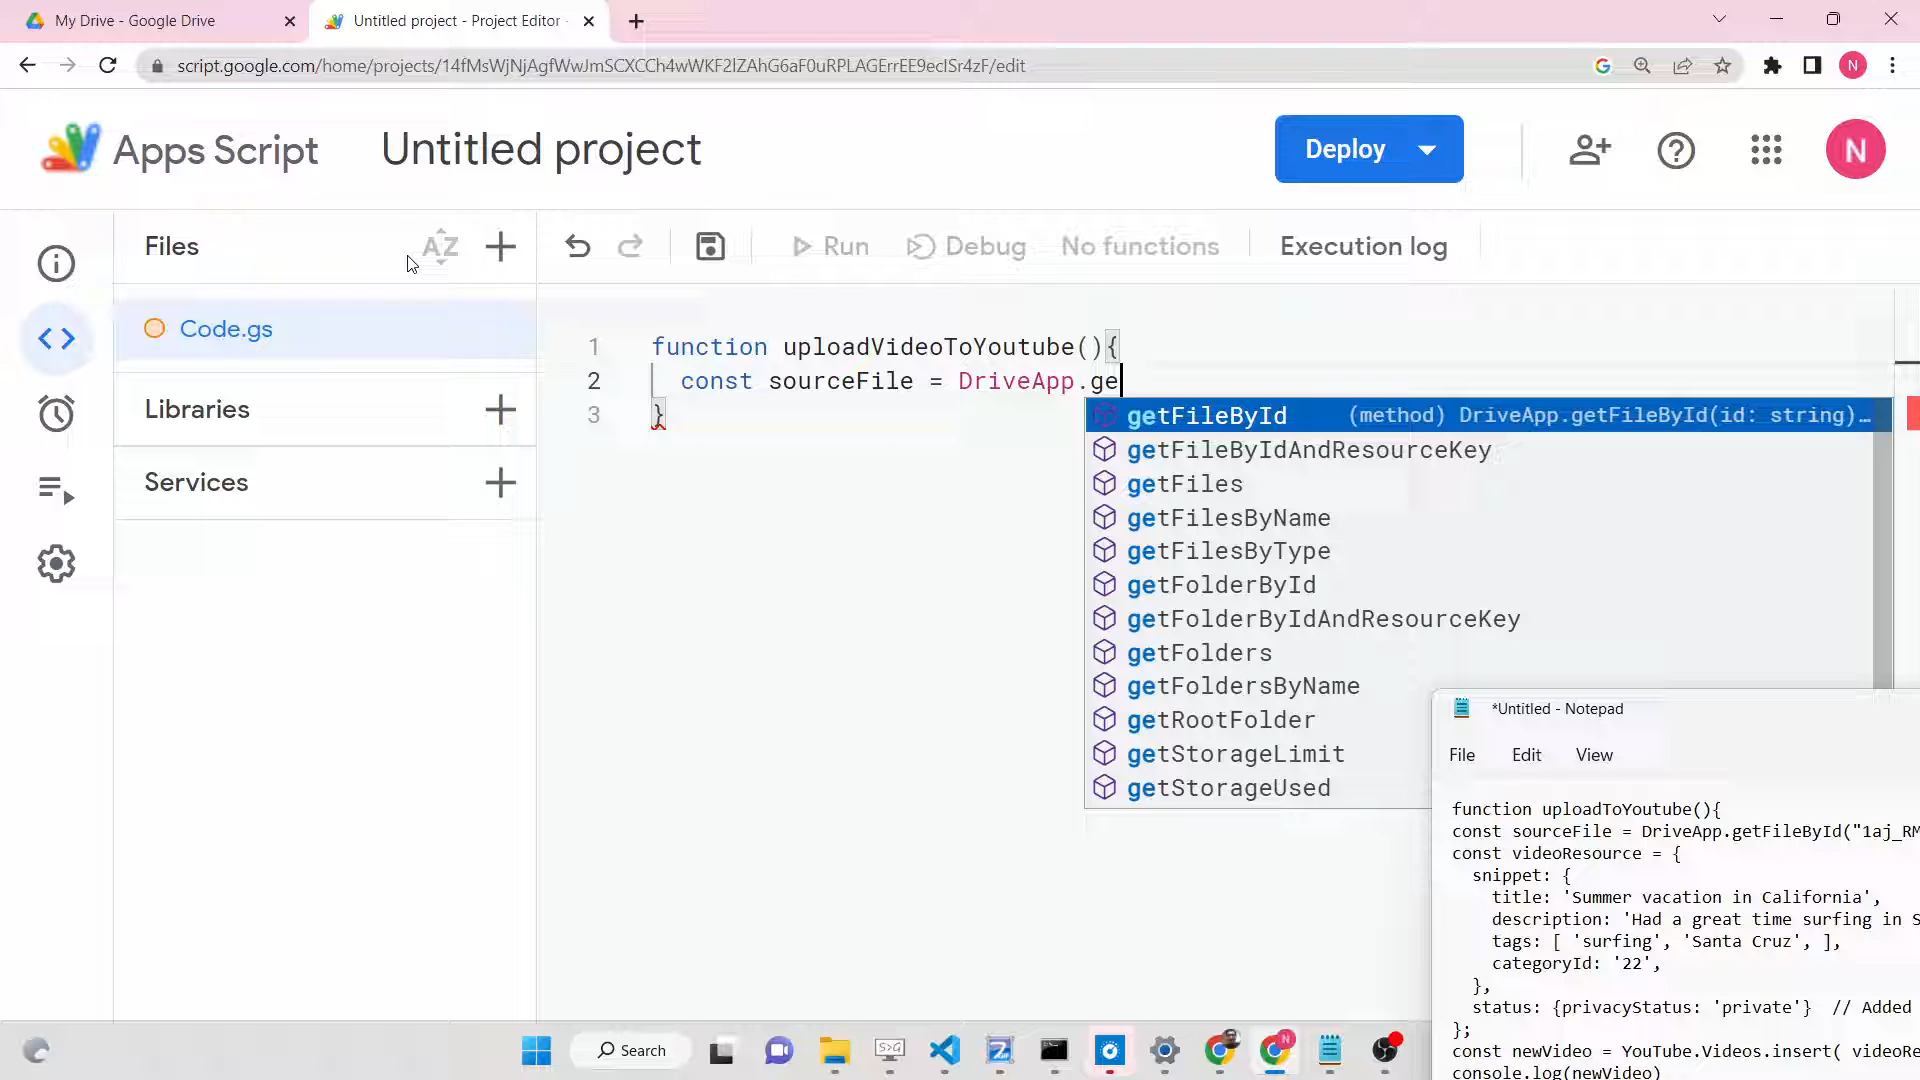 My Drive - Google Drive
Untitled project - Project Editor -
script.google.com/home/projects/14fMsWjNjAgfWwJmSCXCCh4wWKF2lZAhG6aF0uRPLAGErrEE9ecISr4zF/edit
N
Apps Script
Untitled project
Deploy
N
Files
AZ
Run
Debug
No functions
Execution log
Code.gs
Libraries
Services
1 function uploadVideoToYoutube(){
2 const sourceFile = DriveApp.ge
3 }
getFileById (method) DriveApp.getFileById(id: string)…
getFileByIdAndResourceKey
getFiles
getFilesByName
getFilesByType
getFolderById
getFolderByIdAndResourceKey
getFolders
getFoldersByName
getRootFolder
getStorageLimit
getStorageUsed
*Untitled - Notepad
File Edit View
function uploadToYoutube(){
const sourceFile = DriveApp.getFileById("1aj_RM
const videoResource = {
snippet: {
title: 'Summer vacation in California',
description: 'Had a great time surfing in S
tags: [ 'surfing', 'Santa Cruz', ],
categoryId: '22',
},
status: {privacyStatus: 'private'} // Added
};
const newVideo = YouTube.Videos.insert( videoRe
console.log(newVideo)
Search